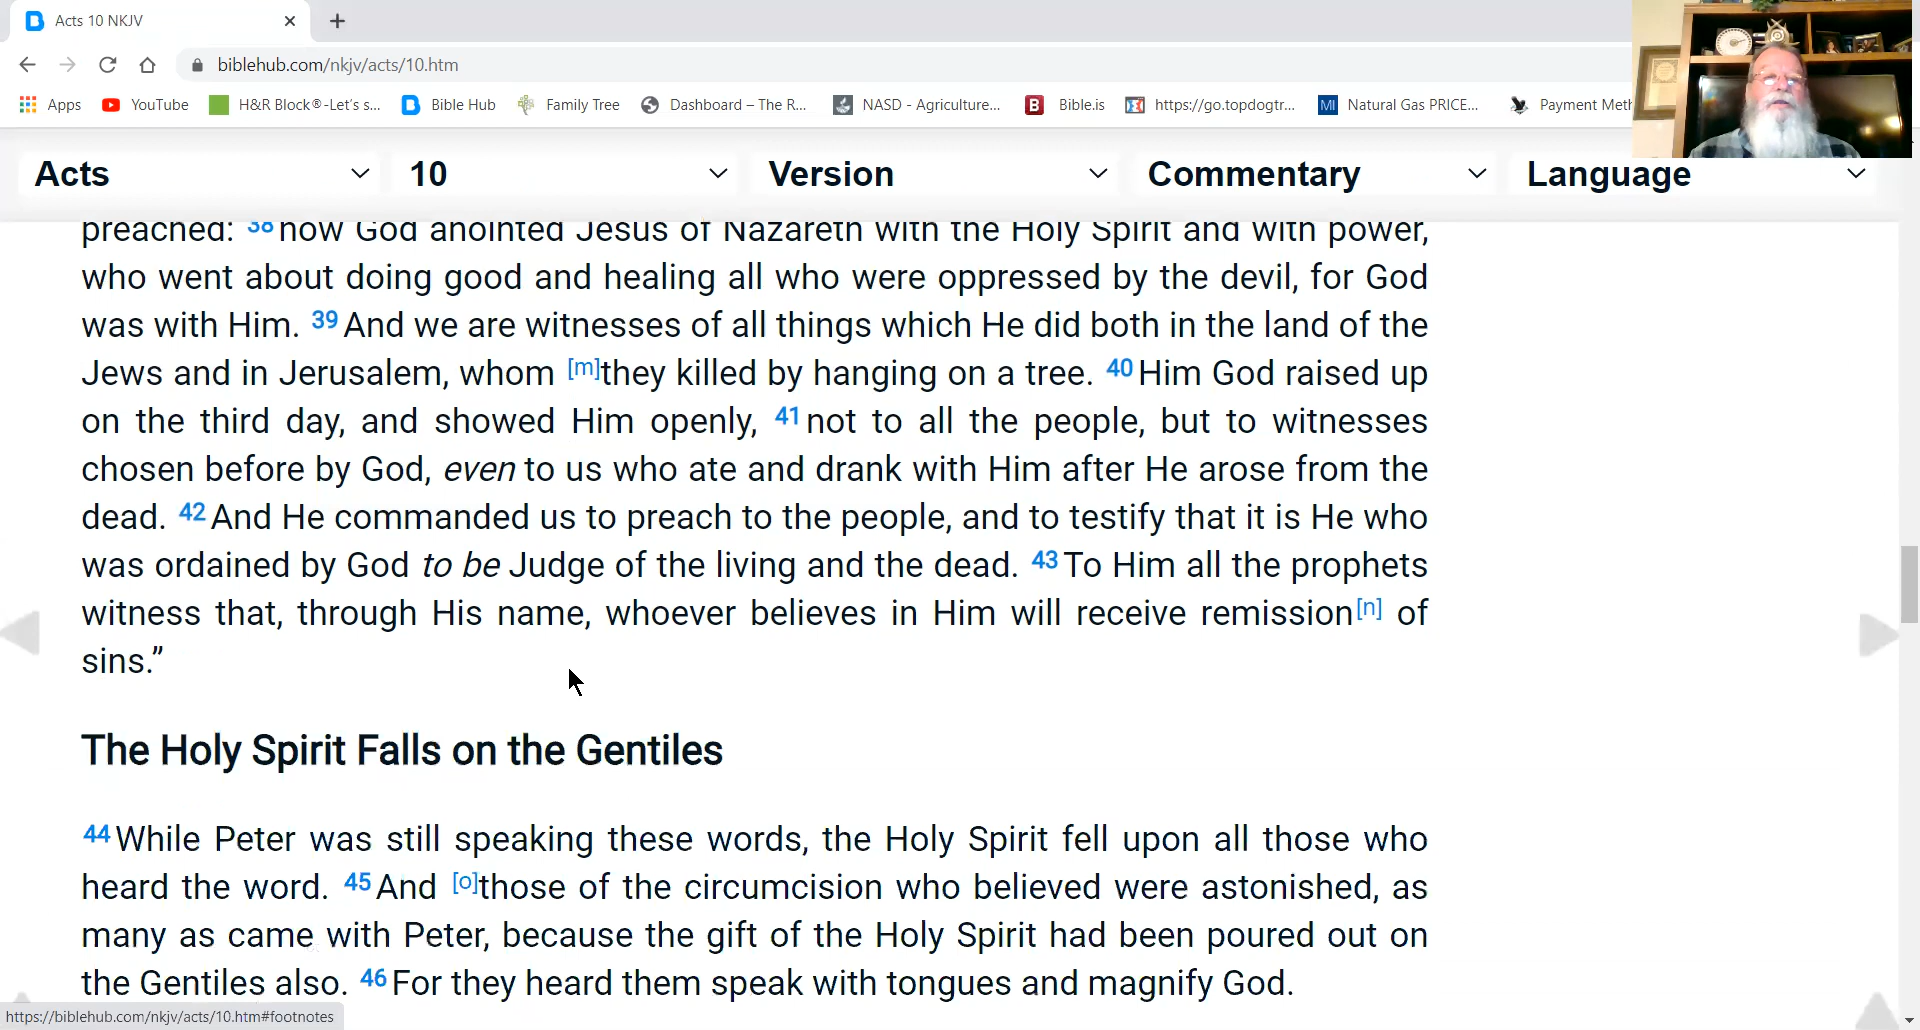 Acts 10 NKJV
biblehub.com/nkjv/acts/10.htm
Apps YouTube H&R Block®-Let's s... Bible Hub Family Tree Dashboard – The R... NASD - Agriculture... Bible.is https://go.topdogtr... Natural Gas PRICE... Payment Meth
Acts 10 Version Commentary Language
preached: 38 how God anointed Jesus of Nazareth with the Holy Spirit and with power,
who went about doing good and healing all who were oppressed by the devil, for God
was with Him. 39 And we are witnesses of all things which He did both in the land of the
Jews and in Jerusalem, whom [m]they killed by hanging on a tree. 40 Him God raised up
on the third day, and showed Him openly, 41 not to all the people, but to witnesses
chosen before by God, even to us who ate and drank with Him after He arose from the
dead. 42 And He commanded us to preach to the people, and to testify that it is He who
was ordained by God to be Judge of the living and the dead. 43 To Him all the prophets
witness that, through His name, whoever believes in Him will receive remission[n] of
sins.”
The Holy Spirit Falls on the Gentiles
44 While Peter was still speaking these words, the Holy Spirit fell upon all those who
heard the word. 45 And [o]those of the circumcision who believed were astonished, as
many as came with Peter, because the gift of the Holy Spirit had been poured out on
the Gentiles also. 46 For they heard them speak with tongues and magnify God.
https://biblehub.com/nkjv/acts/10.htm#footnotes